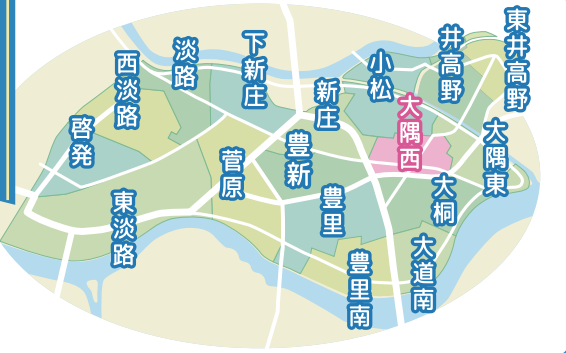 東井高野
井高野
小松
下新庄
淡路
西淡路
新庄
大隅西
啓発
大隅東
豊新
菅原
大桐
豊里
東淡路
大道南
豊里南